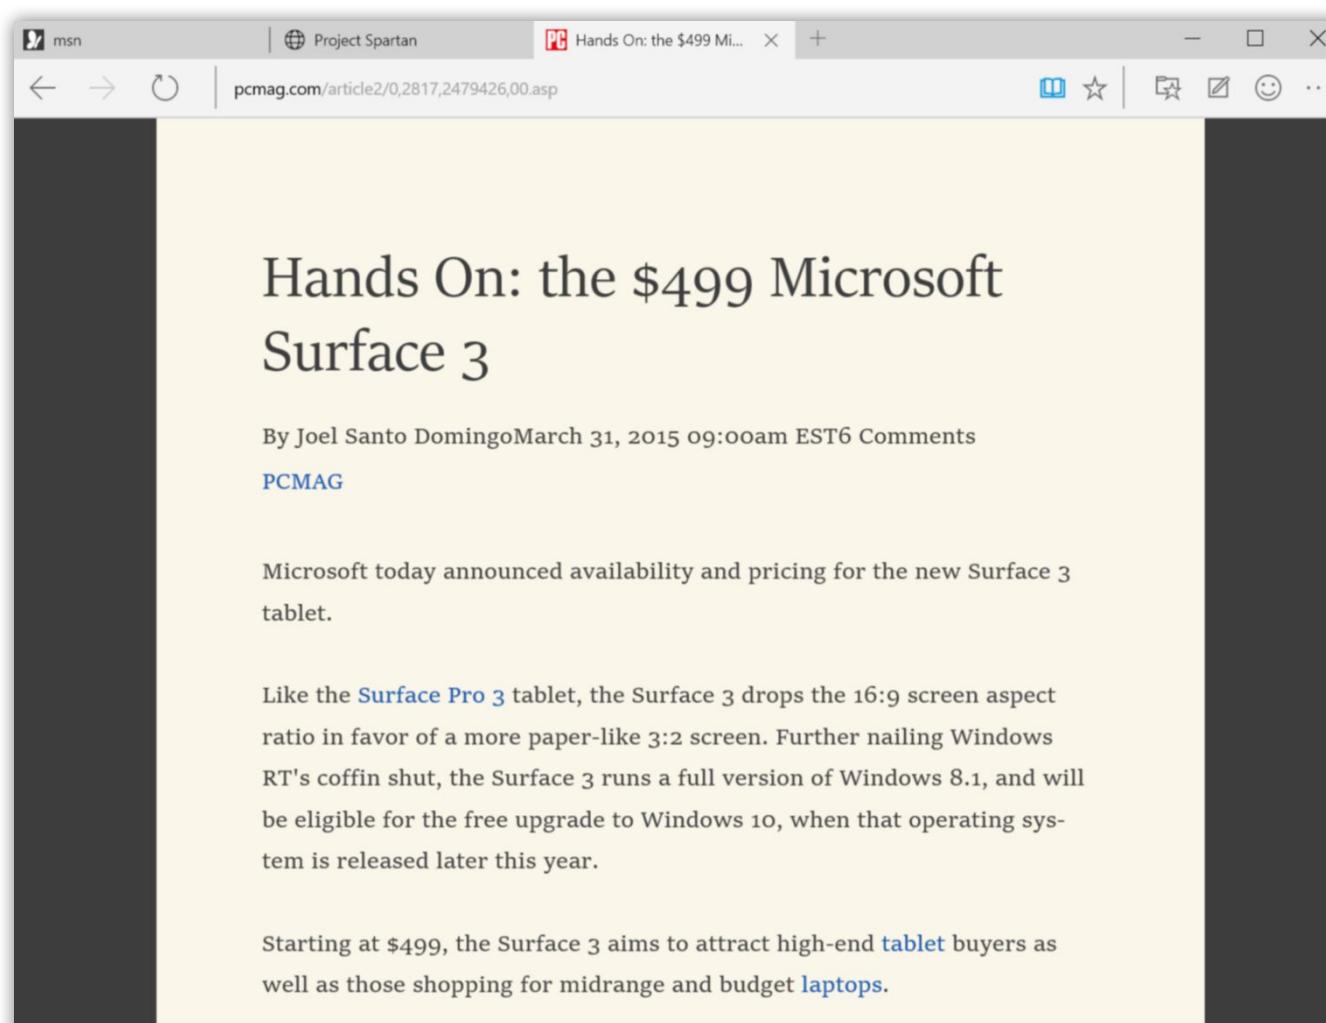 msn
Project Spartan
PC Hands On: the $499 Mi...
pcmag.com/article2/0,2817,2479426,00.asp
Hands On: the $499 Microsoft
Surface 3
By Joel Santo DomingoMarch 31, 2015 09:00am EST6 Comments
PCMAG
Microsoft today announced availability and pricing for the new Surface 3
tablet.
Like the Surface Pro 3 tablet, the Surface 3 drops the 16:9 screen aspect
ratio in favor of a more paper-like 3:2 screen. Further nailing Windows
RT's coffin shut, the Surface 3 runs a full version of Windows 8.1, and will
be eligible for the free upgrade to Windows 10, when that operating sys-
tem is released later this year.
Starting at $499, the Surface 3 aims to attract high-end tablet buyers as
well as those shopping for midrange and budget laptops.